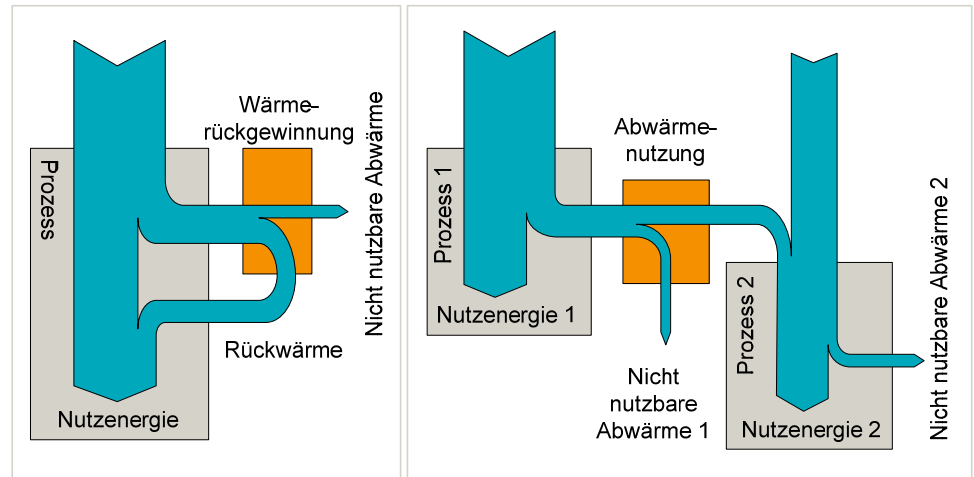 Wärme-
rückgewinnung
Prozess
Nicht nutzbare Abwärme
Rückwärme
Nutzenergie
Abwärme-
nutzung
Prozess 1
Nutzenergie 1
Nicht
nutzbare
Abwärme 1
Prozess 2
Nutzenergie 2
Nicht nutzbare Abwärme 2